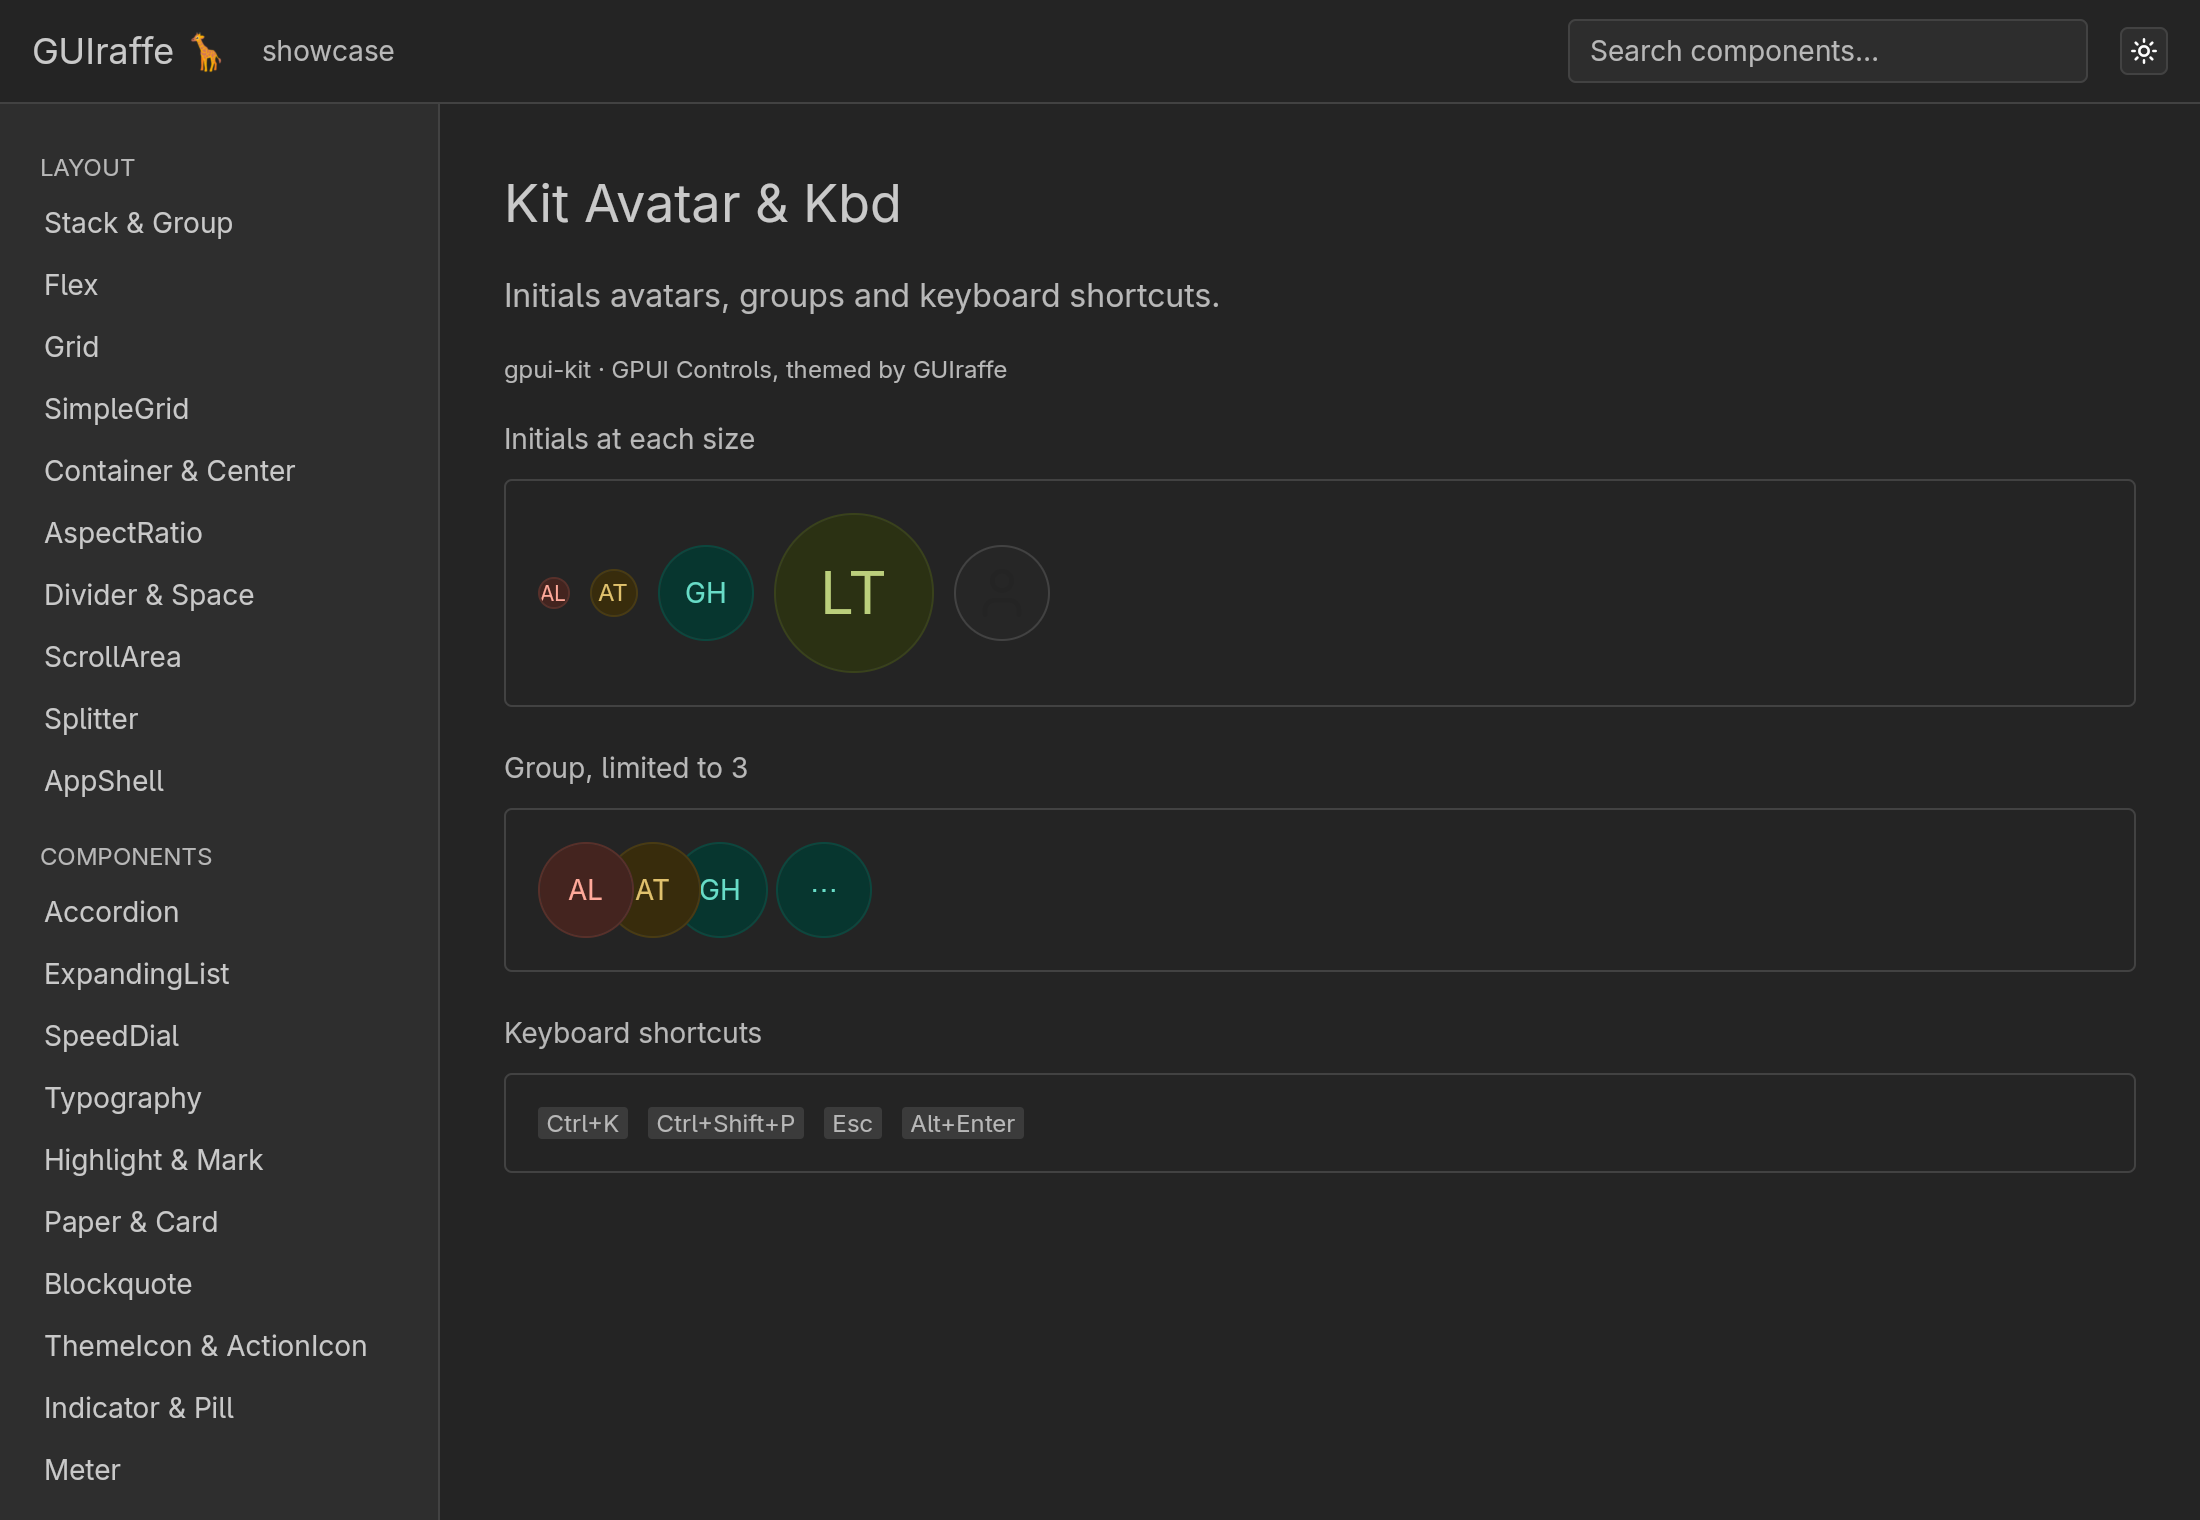 GUIraffe 🦒 showcase
Search components...
LAYOUT
Stack & Group
Flex
Grid
SimpleGrid
Container & Center
AspectRatio
Divider & Space
ScrollArea
Splitter
AppShell
COMPONENTS
Accordion
ExpandingList
SpeedDial
Typography
Highlight & Mark
Paper & Card
Blockquote
ThemeIcon & ActionIcon
Indicator & Pill
Meter
Kit Avatar & Kbd
Initials avatars, groups and keyboard shortcuts.
gpui-kit · GPUI Controls, themed by GUIraffe
Initials at each size
AL AT GH LT
Group, limited to 3
AL AT GH ⋯
Keyboard shortcuts
Ctrl+K Ctrl+Shift+P Esc Alt+Enter